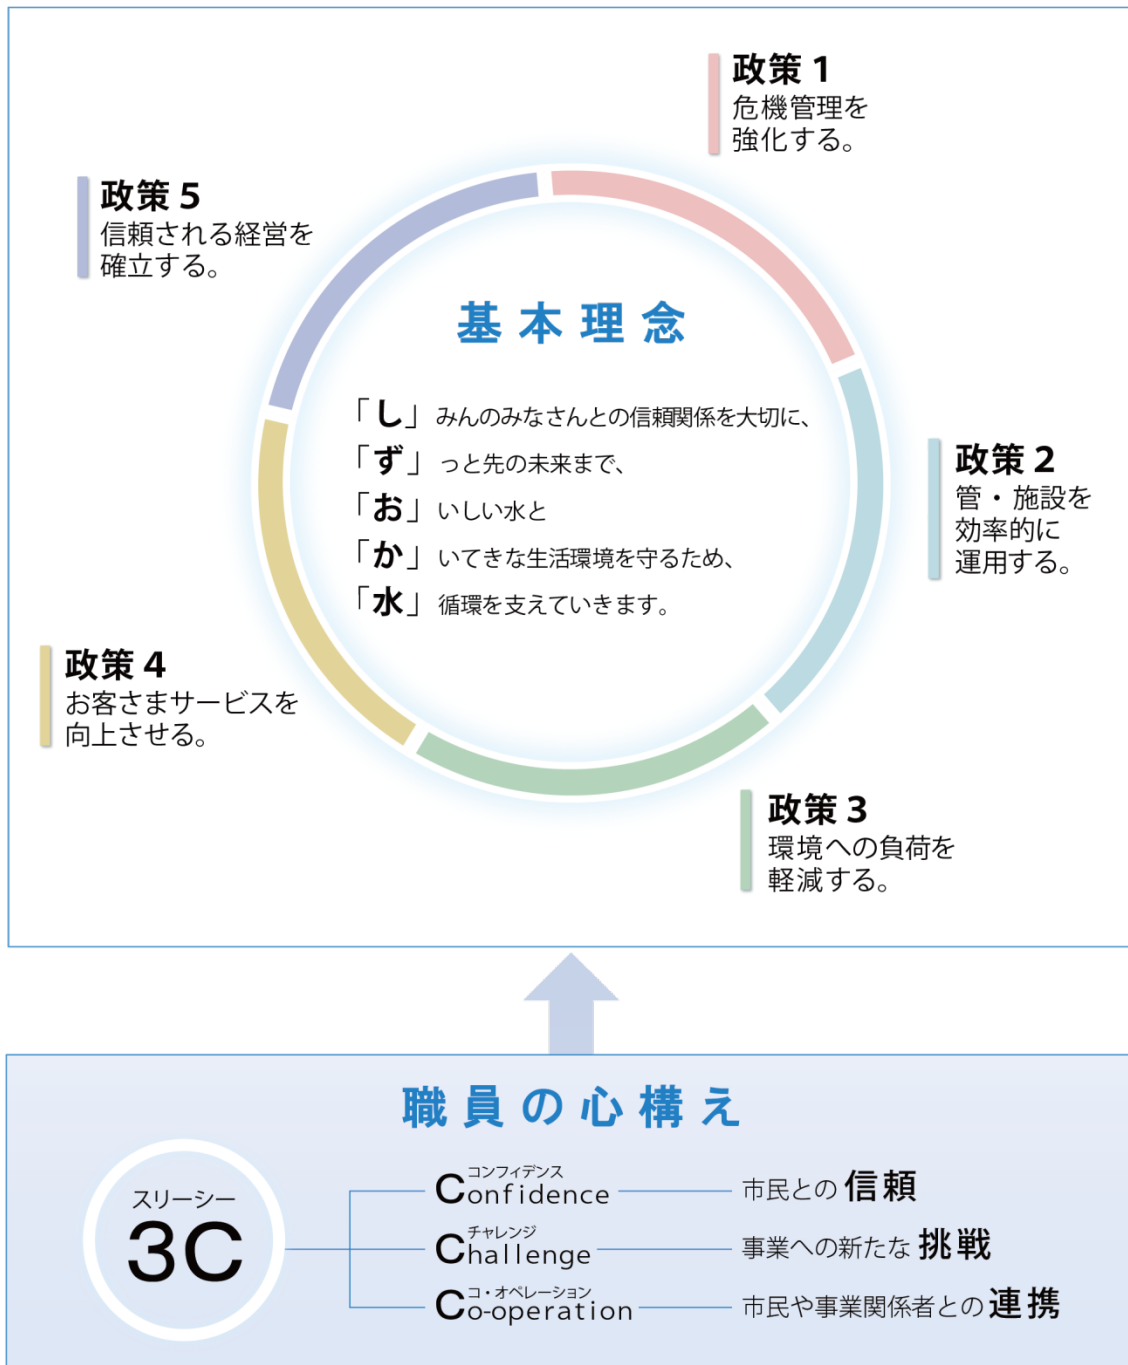 政策 1
危機管理を
強化する。
政策 5
信頼される経営を
確立する。
基本理念
「し」みんのみなさんとの信頼関係を大切に、
「ず」っと先の未来まで、
「お」いしい水と
「か」いてきな生活環境を守るため、
「水」循環を支えていきます。
政策 2
管・施設を
効率的に
運用する。
政策 4
お客さまサービスを
向上させる。
政策 3
環境への負荷を
軽減する。
職員の心構え
スリーシー
3C
コンフィデンス
Confidence
市民との信頼
チャレンジ
Challenge
事業への新たな挑戦
コ・オペレーション
Co-operation
市民や事業関係者との連携